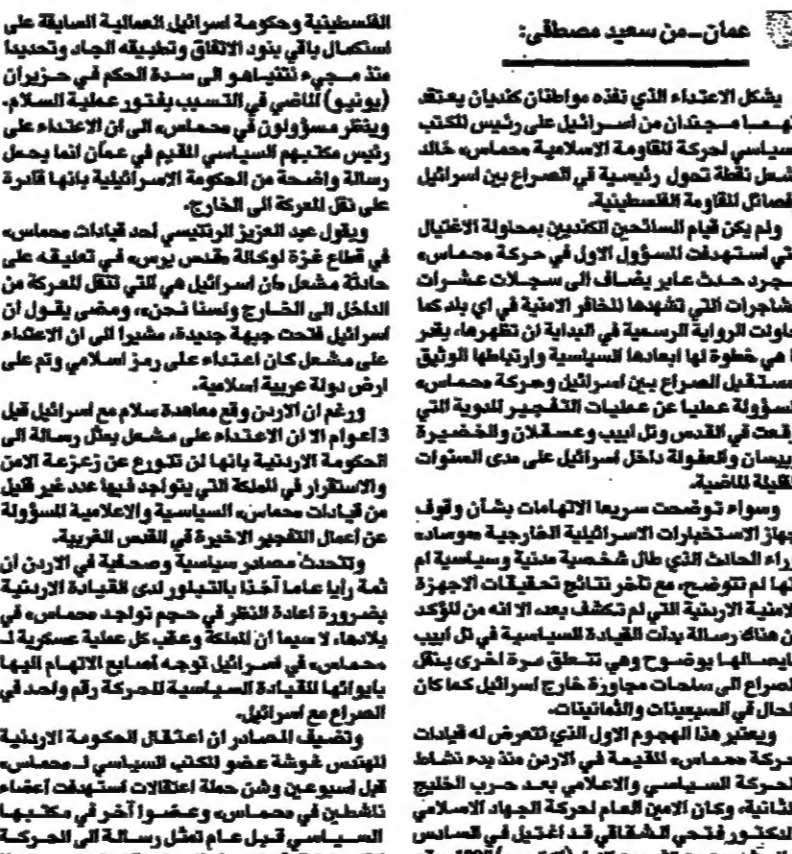 عمان ـ من سعيد مصطفى:
يشكل الاعتداء الذي نفذه مواطنان كنديان يعتقد
مجندان من اسرائيل على رئيس المكتب
السياسي لحركة المقاومة الاسلامية «حماس» خالد
مشعل نقطة تحول رئيسية في الصراع بين اسرائيل
وفصائل المقاومة الفلسطينية.
ولم يكن قيام السائحين الكنديين بمحاولة الاغتيال
التي استهدفت المسؤول الاول في حركة «حماس»
مجرد حدث عابر يضاف الى سجلات عشرات
المشاجرات التي تشهدها المخافر الامنية في اي بلد كما
حاولت الرواية الرسمية في البداية ان تظهرها، بقدر
ما هي خطوة لها ابعادها السياسية وارتباطها الوثيق
بمستقبل الصراع بين اسرائيل وحركة «حماس»
المسؤولة عمليا عن عمليات التفجير المدوية التي
وقعت في القدس وتل ابيب وعسقلان والخضيرة
وبيسان والعفولة داخل اسرائيل على مدى السنوات
القليلة الماضية.
وسواء توضحت سريعا الاتهامات بشأن وقوف
جهاز الاستخبارات الاسرائيلية الخارجية «موساد»
وراء الحادث الذي طال شخصية مدنية وسياسية ام
انها لم تتوضح، مع تأخر نتائج تحقيقات الاجهزة
الامنية الاردنية التي لم تكشف بعد، الا انه من المؤكد
ان هناك رسالة بدأت القيادة السياسية في تل ابيب
بايصالها بوضوح وهي تتعلق مرة اخرى بنقل
الصراع الى ساحات مجاورة خارج اسرائيل كما كان
الحال في السبعينات والثمانينات.
ويعتبر هذا الهجوم الاول الذي تتعرض له قيادات
حركة «حماس» المقيمة في الاردن منذ بدء نشاط
الحركة السياسي والاعلامي بعد حرب الخليج
الثانية، وكان الامين العام لحركة الجهاد الاسلامي
الدكتور فتحي الشقاقي قد اغتيل في السادس
الفلسطينية وحكومة اسرائيل العمالية السابقة على
استكمال باقي بنود الاتفاق وتطبيقه الجاد وتحديدا
منذ مجيء نتنياهو الى سدة الحكم في حزيران
(يونيو) الماضي في التسبب بفتور عملية السلام.
وينظر مسؤولون في «حماس» الى ان الاعتداء على
رئيس مكتبهم السياسي المقيم في عمان انما يحمل
رسالة واضحة من الحكومة الاسرائيلية بانها قادرة
على نقل المعركة الى الخارج.
ويقول عبد العزيز الرنتيسي أحد قيادات «حماس»
في قطاع غزة لوكالة «قدس برس» في تعليقه على
حادثة مشعل «ان اسرائيل هي التي تنقل المعركة من
الداخل الى الخارج ولسنا نحن»، ومضى يقول ان
اسرائيل فتحت جبهة جديدة، مشيرا الى ان الاعتداء
على مشعل كان اعتداء على رمز اسلامي وتم على
ارض دولة عربية اسلامية.
ورغم ان الاردن وقع معاهدة سلام مع اسرائيل قبل
3 أعوام الا ان الاعتداء على مشعل يمثل رسالة الى
الحكومة الاردنية بانها لن تتورع عن زعزعة الامن
والاستقرار في المملكة التي يتواجد فيها عدد غير قليل
من قيادات «حماس» السياسية والاعلامية المسؤولة
عن أعمال التفجير الاخيرة في القدس الغربية.
وتتحدث مصادر سياسية وصحفية في الاردن ان
ثمة رأيا عاما آخذا بالتبلور لدى القيادة الاردنية
بضرورة اعادة النظر في حجم تواجد «حماس» في
بلادها، لا سيما ان المملكة وعقب كل عملية عسكرية لـ
«حماس» في اسرائيل توجه اصابع الاتهام اليها
بايوائها للقيادة السياسية للحركة رقم واحد في
الصراع مع اسرائيل.
وتضيف المصادر ان اعتقال الحكومة الاردنية
للمهندس غوشة عضو المكتب السياسي لـ«حماس»
قبل اسبوعين وشن حملة اعتقالات استهدفت أعضاء
ناشطين في «حماس» وعضوا آخر في مكتبها
السياسي قبل عام تمثل رسالة الى الحركة